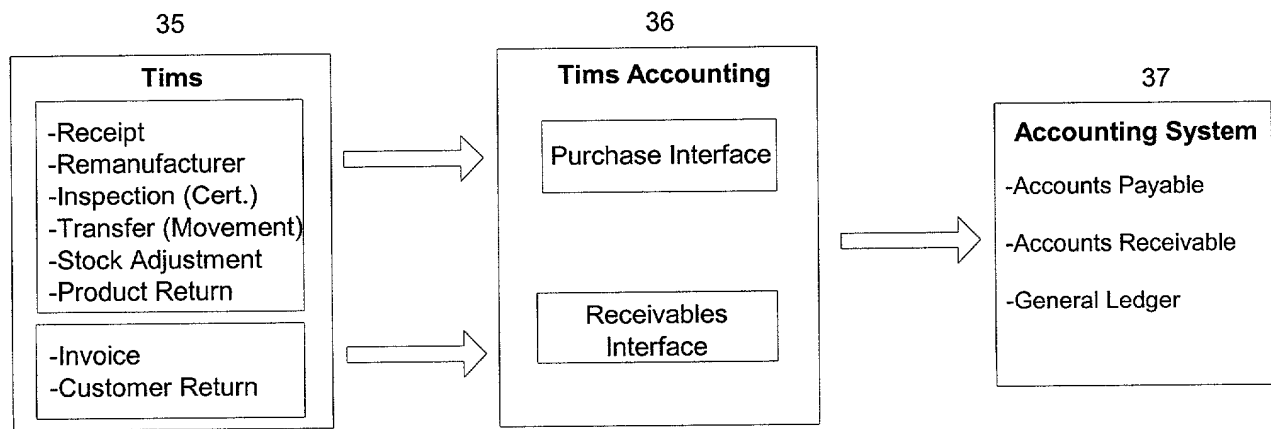 35
Tims
-Receipt
-Remanufacturer
-Inspection (Cert.)
-Transfer (Movement)
-Stock Adjustment
-Product Return
-Invoice
-Customer Return
36
Tims Accounting
Purchase Interface
Receivables
Interface
37
Accounting System
-Accounts Payable
-Accounts Receivable
-General Ledger